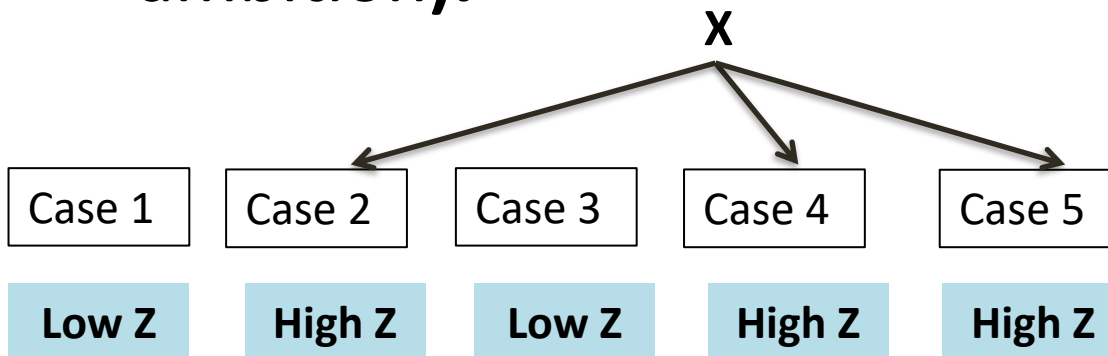 X
Case 1 Case 2 Case 3 Case 4 Case 5
Low Z High Z Low Z High Z High Z